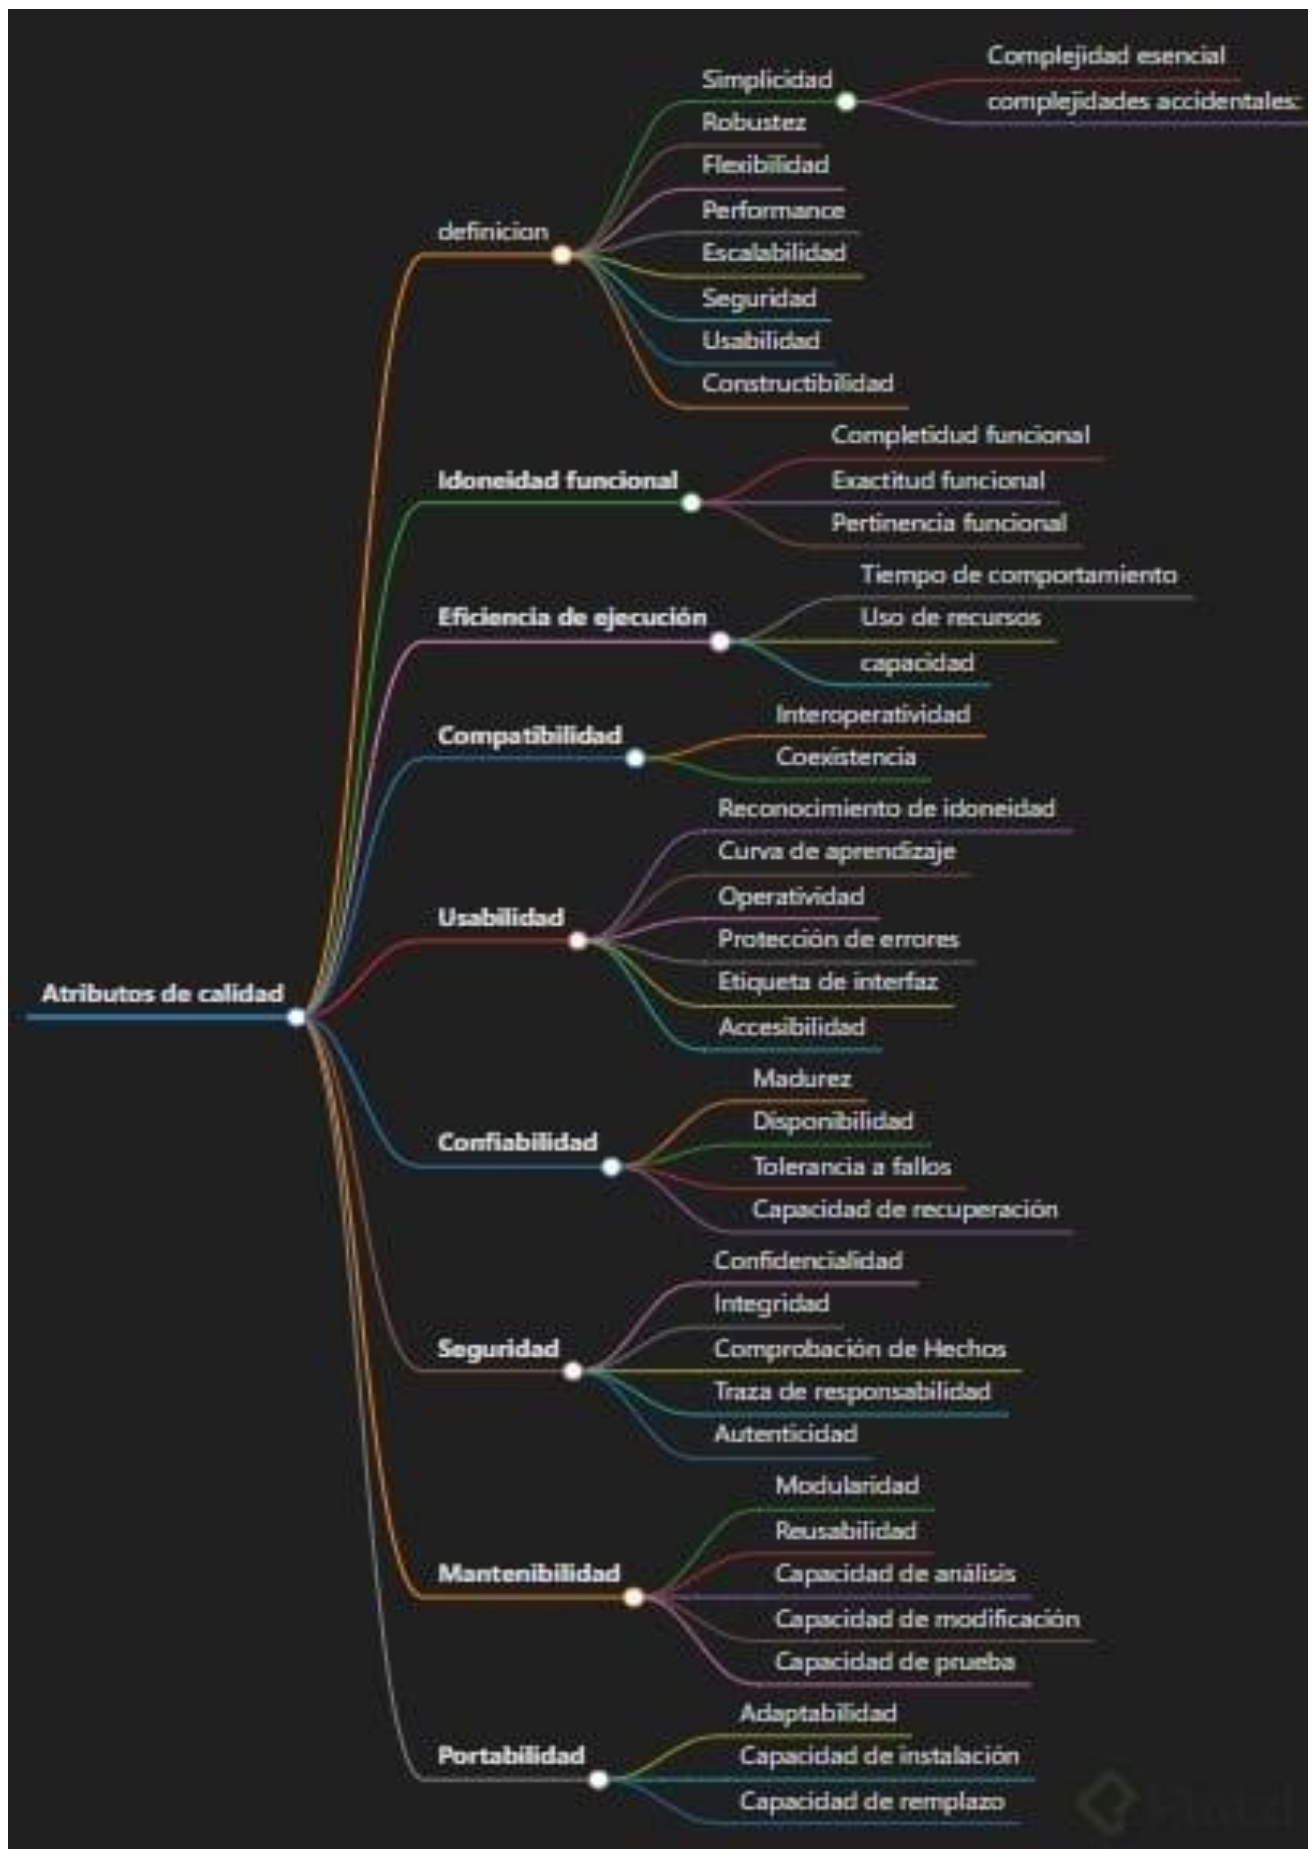 Complejidad esencial
Simplicidad
complejidades accidentales:
Robustez
Flexibilidad
Performance
definicion
Escalabilidad
Seguridad
Usabilidad
Constructibilidad
Completidud funcional
Idoneidad funcional
Exactitud funcional
Pertinencia funcional
Tiempo de comportamiento
Eficiencia de ejecución
Uso de recursos
capacidad
Interoperatividad
Compatibilidad
Coexistencia
Reconocimiento de idoneidad
Curva de aprendizaje
Operatividad
Usabilidad
Protección de errores
Etiqueta de interfaz
Atributos de calidad
Accesibilidad
Madurez
Disponibilidad
Confiabilidad
Tolerancia a fallos
Capacidad de recuperación
Confidencialidad
Integridad
Seguridad
Comprobación de Hechos
Traza de responsabilidad
Autenticidad
Modularidad
Reusabilidad
Mantenibilidad
Capacidad de análisis
Capacidad de modificación
Capacidad de prueba
Adaptabilidad
Portabilidad
Capacidad de instalación
Capacidad de remplazo